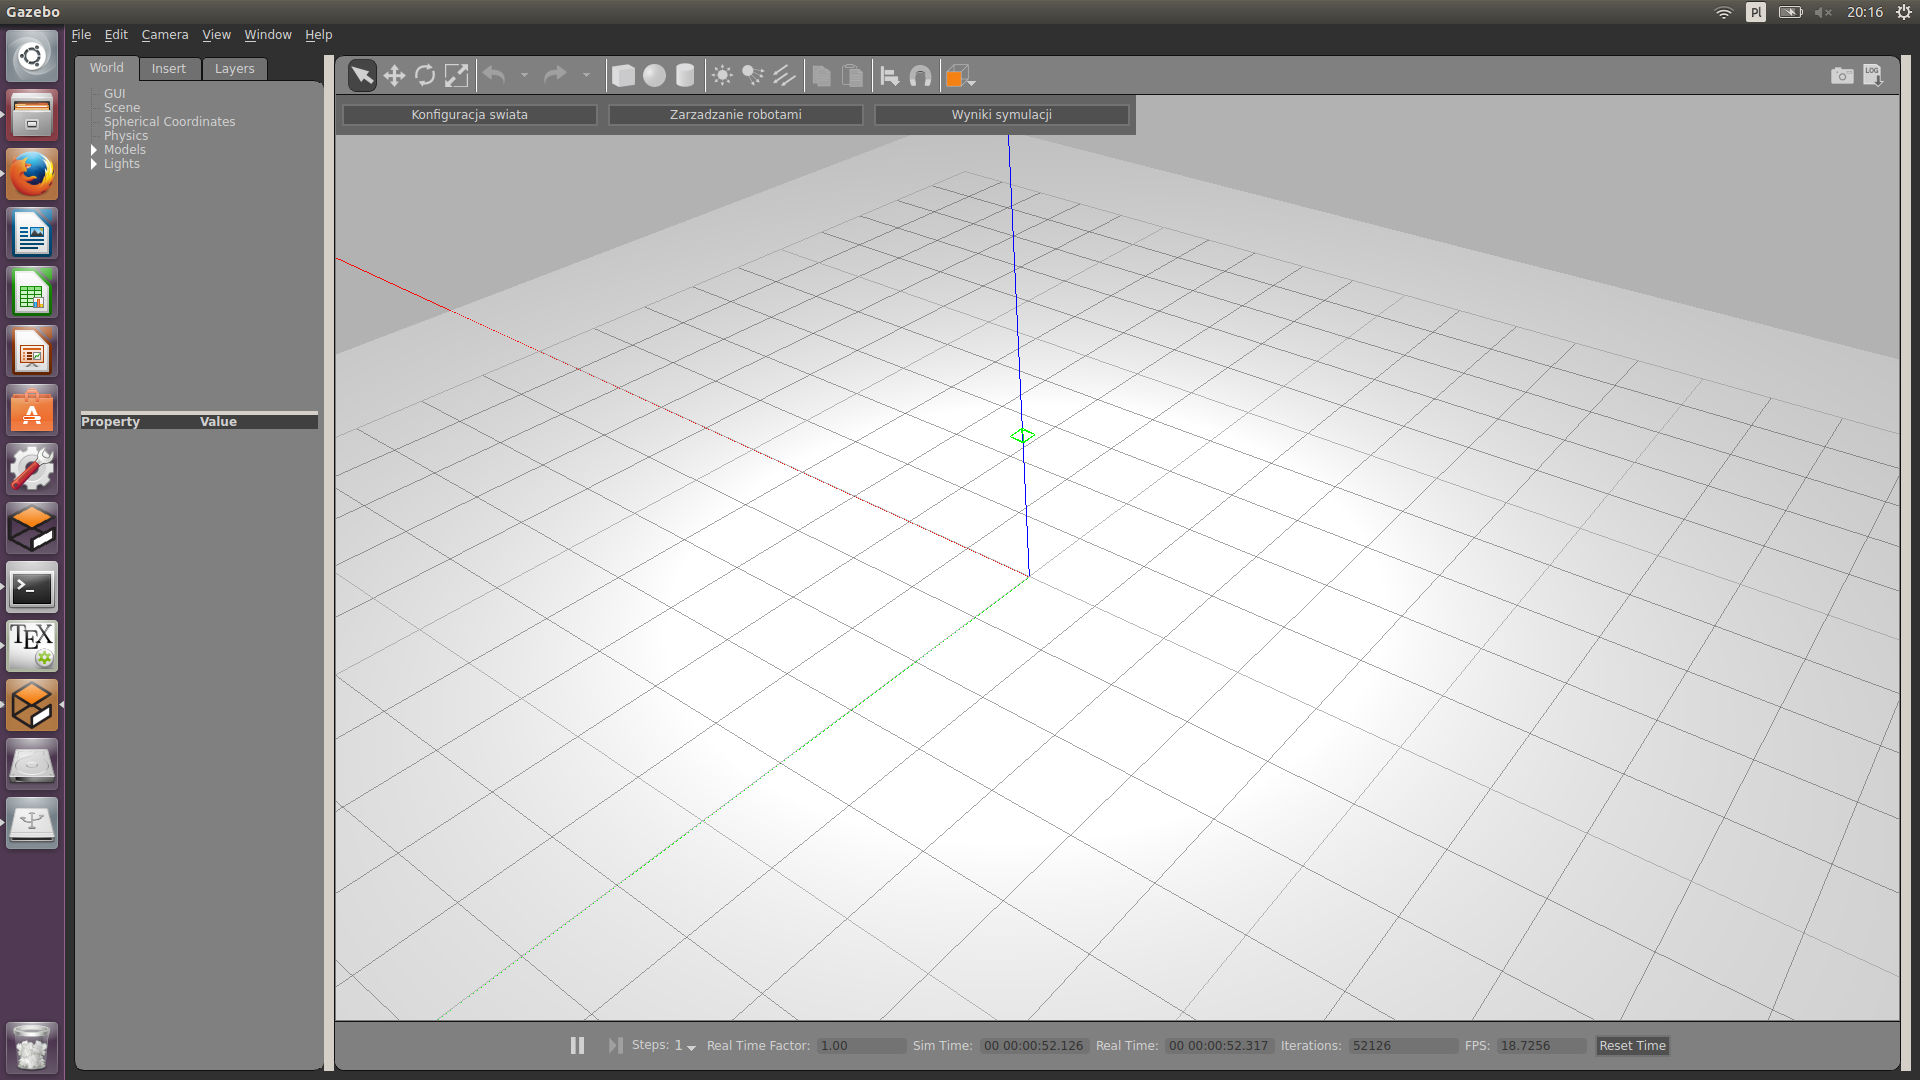 Gazebo
Pl
20:16
File Edit Camera View Window Help
World Insert Layers
LOG
GUI
Scene
Spherical Coordinates
Physics
Models
Lights
Konfiguracja swiata
Zarzadzanie robotami
Wyniki symulacji
Property Value
TEX
Steps: 1 Real Time Factor: 1.00 Sim Time: 00 00:00:52.126 Real Time: 00 00:00:52.317 Iterations: 52126 FPS: 18.7256 Reset Time